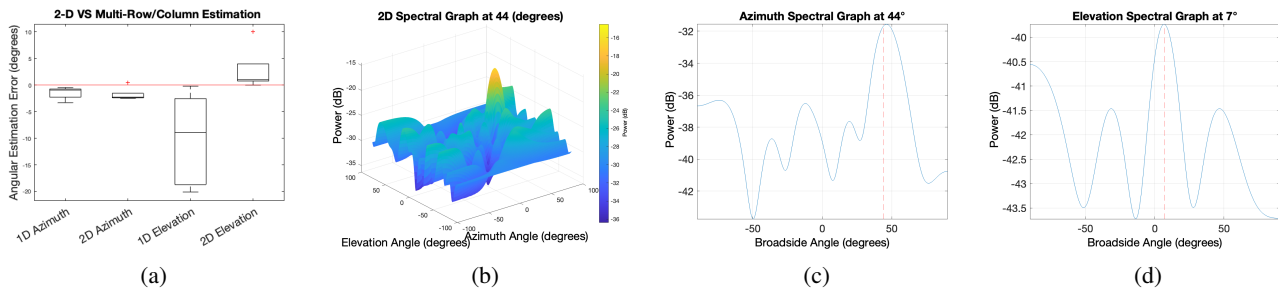 2-D VS Multi-Row/Column Estimation
Angular Estimation Error (degrees)
10
5
0
-5
-10
-15
-20
1D Azimuth
2D Azimuth
1D Elevation
2D Elevation
(a)
2D Spectral Graph at 44 (degrees)
Power (dB)
-15
-20
-25
-30
-35
100
50
0
-50
-100
Elevation Angle (degrees)
-100
-50
0
50
100
Azimuth Angle (degrees)
-16
-18
-20
-22
-24
-26
-28
-30
-32
-34
-36
Power (dB)
(b)
Azimuth Spectral Graph at 44°
Power (dB)
-32
-34
-36
-38
-40
-42
-50
0
50
Broadside Angle (degrees)
(c)
Elevation Spectral Graph at 7°
Power (dB)
-40
-40.5
-41
-41.5
-42
-42.5
-43
-43.5
-50
0
50
Broadside Angle (degrees)
(d)